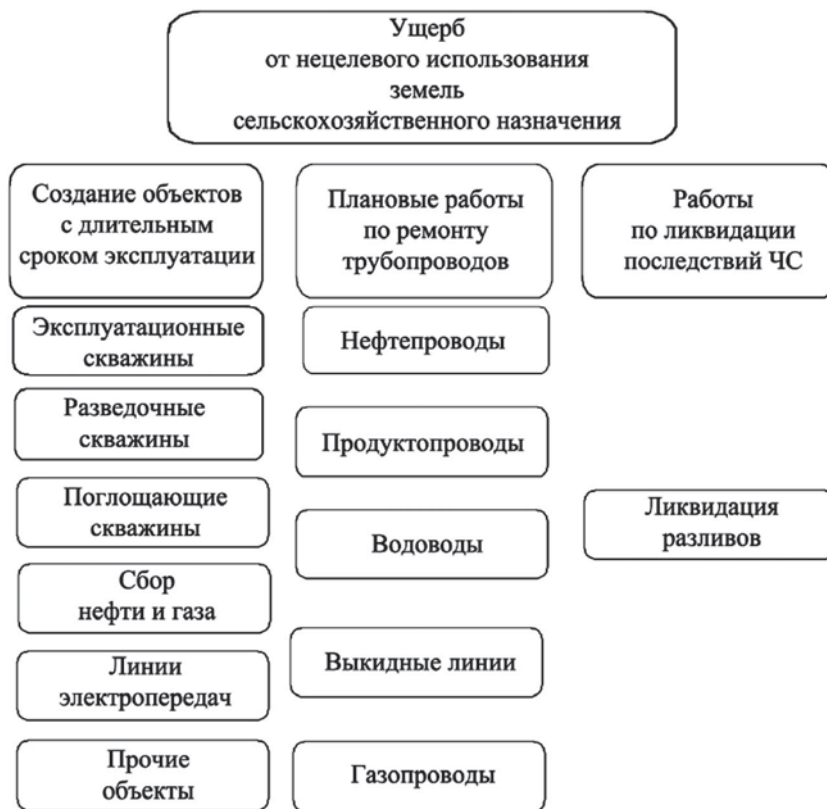 Ущерб
от нецелевого использования
земель
сельскохозяйственного назначения
Создание объектов
с длительным
сроком эксплуатации
Плановые работы
по ремонту
трубопроводов
Работы
по ликвидации
последствий ЧС
Эксплуатационные
скважины
Нефтепроводы
Разведочные
скважины
Продуктопроводы
Поглощающие
скважины
Водоводы
Ликвидация
разливов
Сбор
нефти и газа
Линии
электропередач
Выкидные линии
Прочие
объекты
Газопроводы